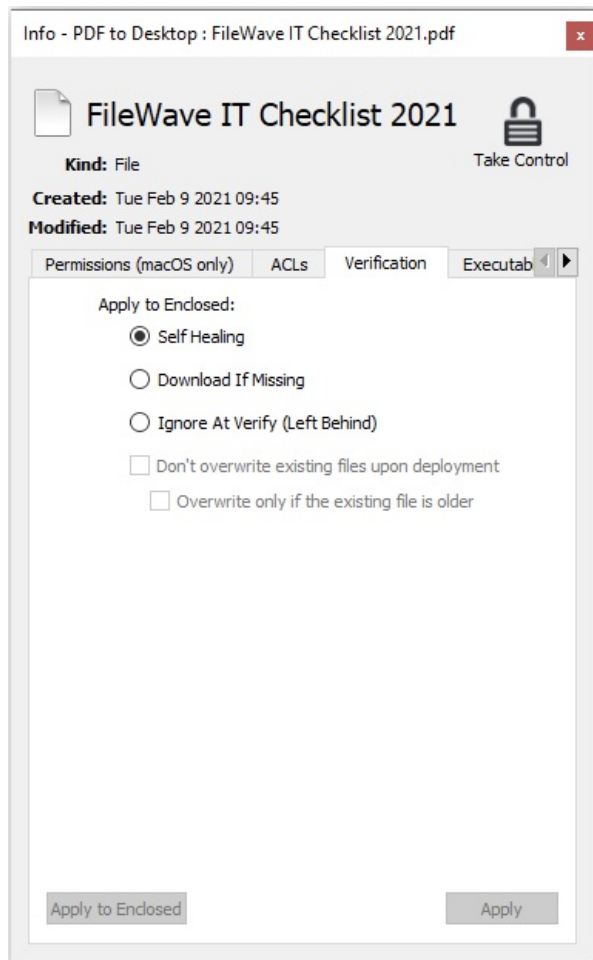 Info - PDF to Desktop : FileWave IT Checklist 2021.pdf
x
FileWave IT Checklist 2021
Take Control
Kind: File
Created: Tue Feb 9 2021 09:45
Modified: Tue Feb 9 2021 09:45
Permissions (macOS only) ACLs Verification Executab
Apply to Enclosed:
Self Healing
Download If Missing
Ignore At Verify (Left Behind)
Don't overwrite existing files upon deployment
Overwrite only if the existing file is older
Apply to Enclosed Apply